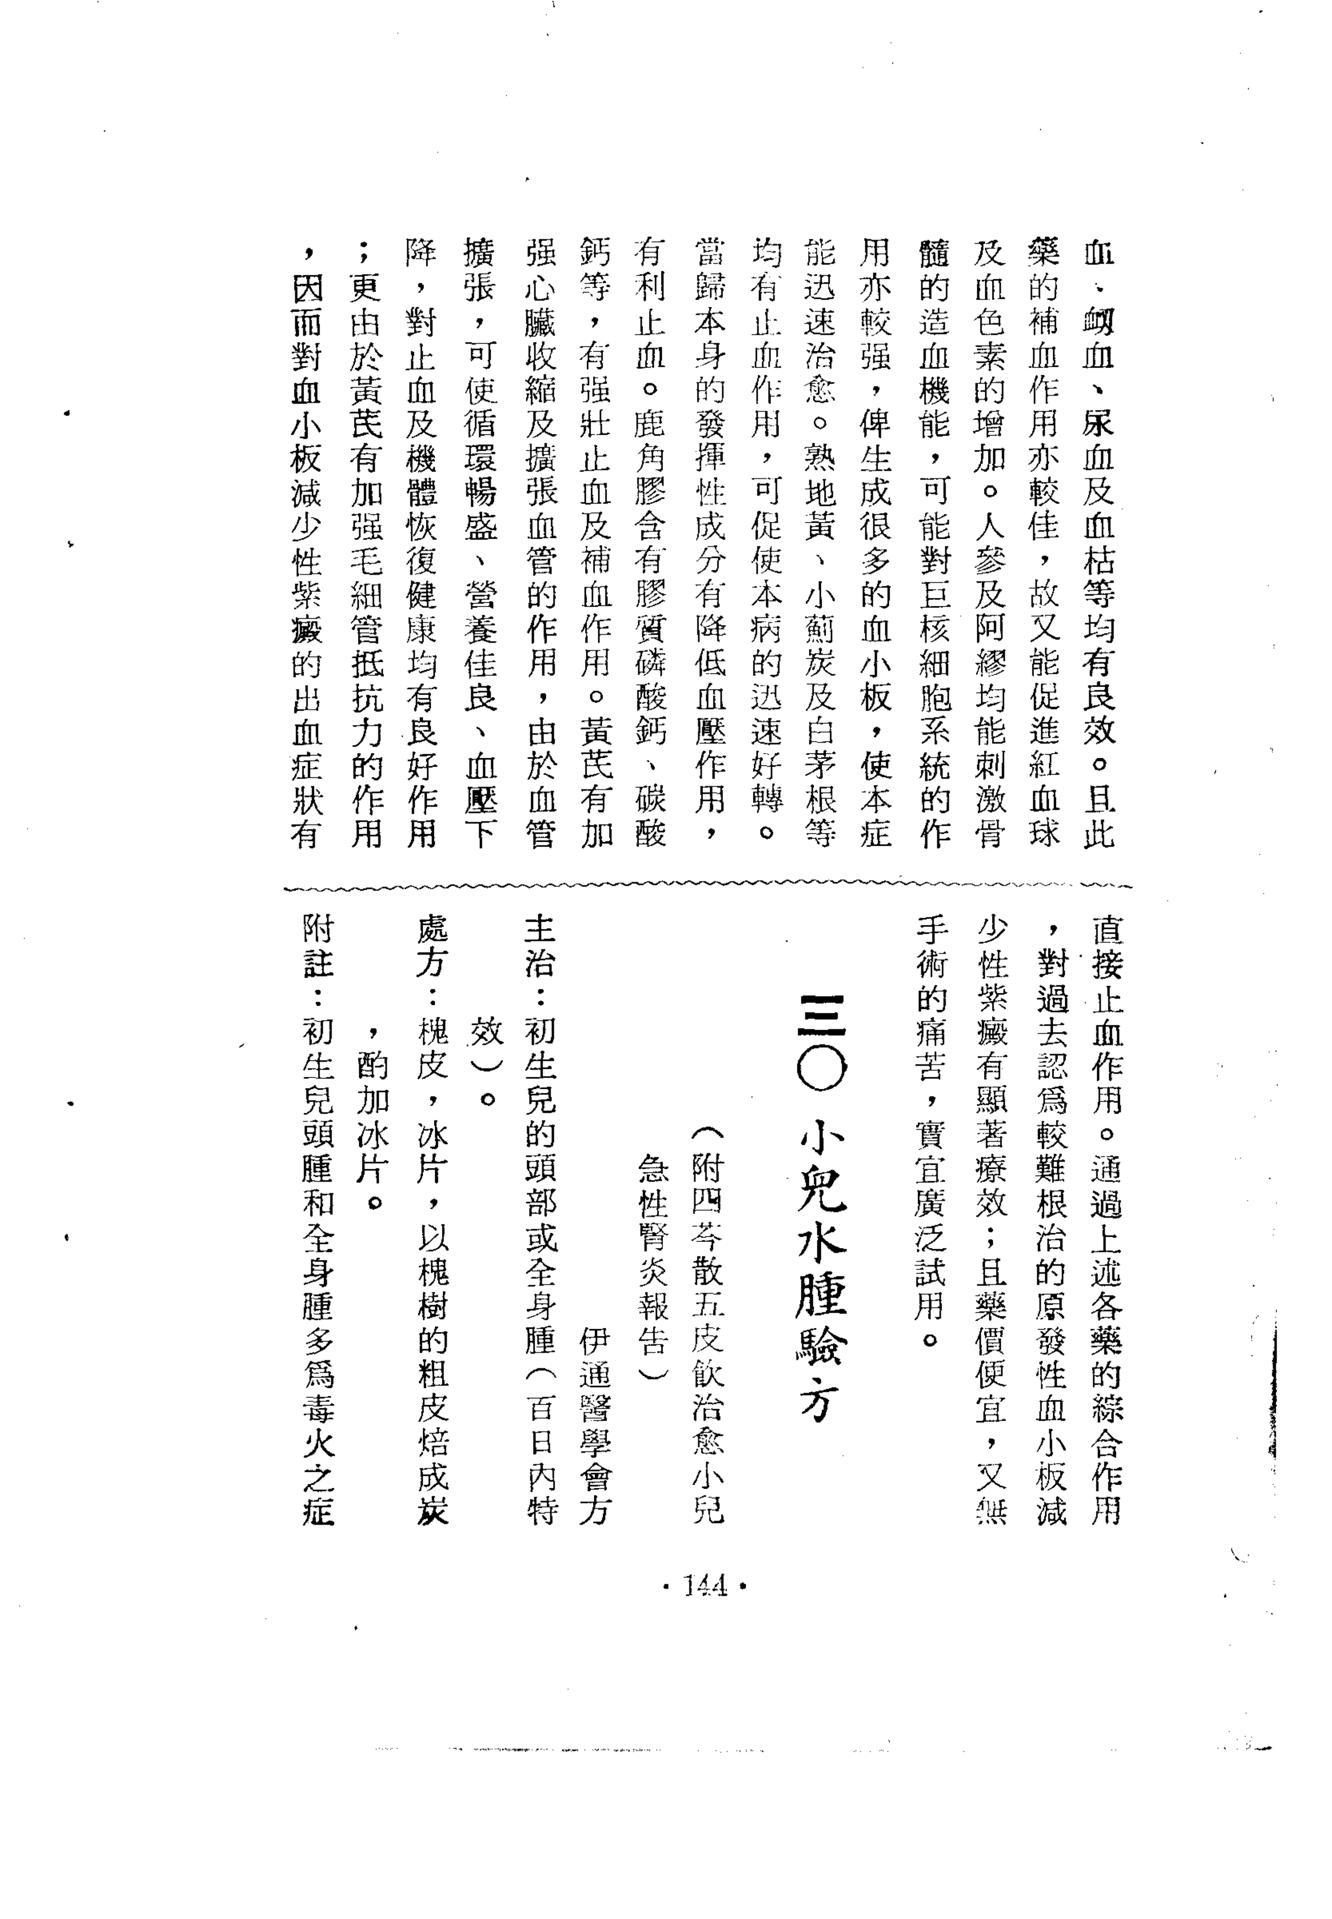 血、衂血、尿血及血枯等均有良效。且此
藥的補血作用亦較佳，故又能促進紅血球
及血色素的增加。人參及阿縲均能刺激骨
髓的造血機能，可能對巨核細胞系統的作
用亦較强，俾生成很多的血小板，使本症
能迅速治愈。熟地黃、小薊炭及白茅根等
均有止血作用，可促使本病的迅速好轉。
當歸本身的發揮性成分有降低血壓作用，
有利止血。鹿角膠含有膠質磷酸鈣、碳酸
鈣等，有强壯止血及補血作用。黃芪有加
强心臟收縮及擴張血管的作用，由於血管
擴張，可使循環暢盛、營養佳良、血壓下
降，對止血及機體恢復健康均有良好作用
；更由於黃芪有加强毛細管抵抗力的作用
，因而對血小板減少性紫癜的出血症狀有
直接止血作用。通過上述各藥的綜合作用
，對過去認爲較難根治的原發性血小板減
少性紫癜有顯著療效；且藥價便宜，又無
手術的痛苦，實宜廣泛試用。
三〇 小兒水腫驗方
（附四苓散五皮飲治愈小兒
急性腎炎報告）
伊通醫學會方
主治：初生兒的頭部或全身腫（百日內特
效）。
處方：槐皮，冰片，以槐樹的粗皮焙成炭
，酌加冰片。
附註：初生兒頭腫和全身腫多爲毒火之症
·144·